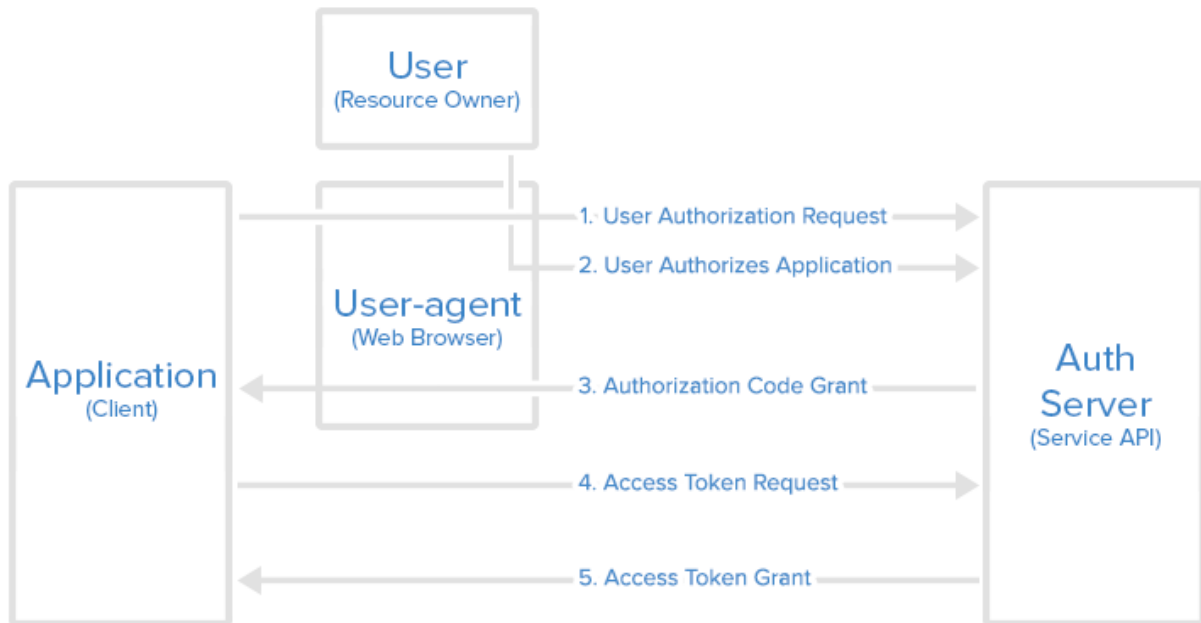 User
(Resource Owner)
1. User Authorization Request
2. User Authorizes Application
User-agent
(Web Browser)
Application
(Client)
3. Authorization Code Grant
Auth
Server
(Service API)
4. Access Token Request
5. Access Token Grant